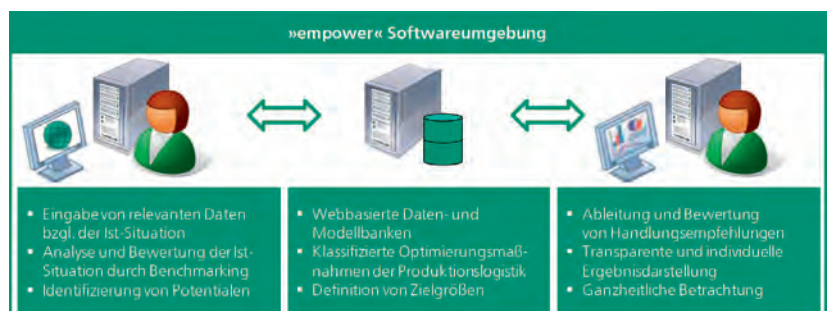 »empower« Softwareumgebung
▪ Eingabe von relevanten Daten
bzgl. der Ist-Situation
▪ Analyse und Bewertung der Ist-
Situation durch Benchmarking
▪ Identifizierung von Potentialen
▪ Webbasierte Daten- und
Modellbanken
▪ Klassifizierte Optimierungsmaß-
nahmen der Produktionslogistik
▪ Definition von Zielgrößen
▪ Ableitung und Bewertung
von Handlungsempfehlungen
▪ Transparente und individuelle
Ergebnisdarstellung
▪ Ganzheitliche Betrachtung